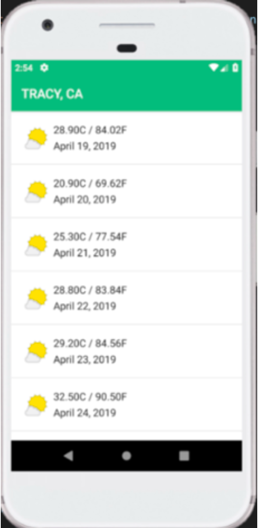 2:54
TRACY, CA
28.90C / 84.02F
April 19, 2019
20.90C / 69.62F
April 20, 2019
25.30C / 77.54F
April 21, 2019
28.80C / 83.84F
April 22, 2019
29.20C / 84.56F
April 23, 2019
32.50C / 90.50F
April 24, 2019